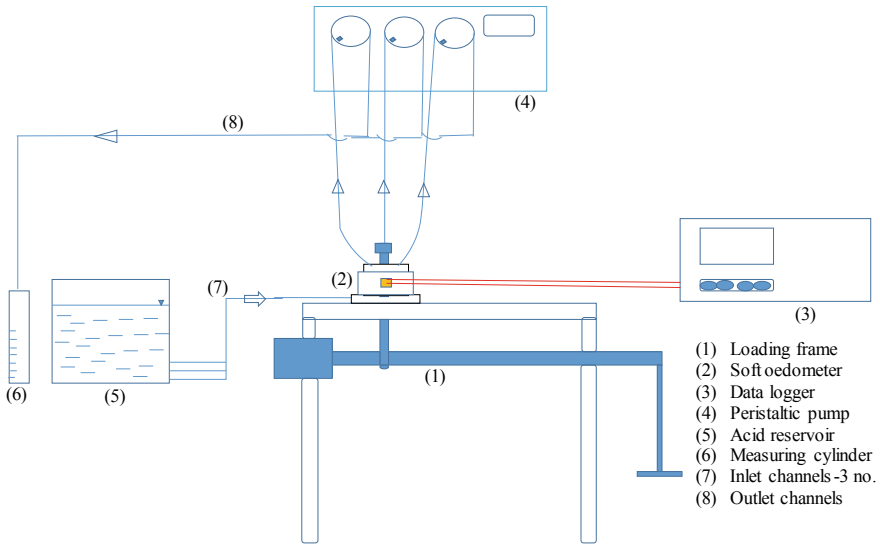 (4)
(8)
(2)
(7)
(3)
(6)
(5)
(1)
(1) Loading frame
(2) Soft oedometer
(3) Data logger
(4) Peristaltic pump
(5) Acid reservoir
(6) Measuring cylinder
(7) Inlet channels-3 no.
(8) Outlet channels